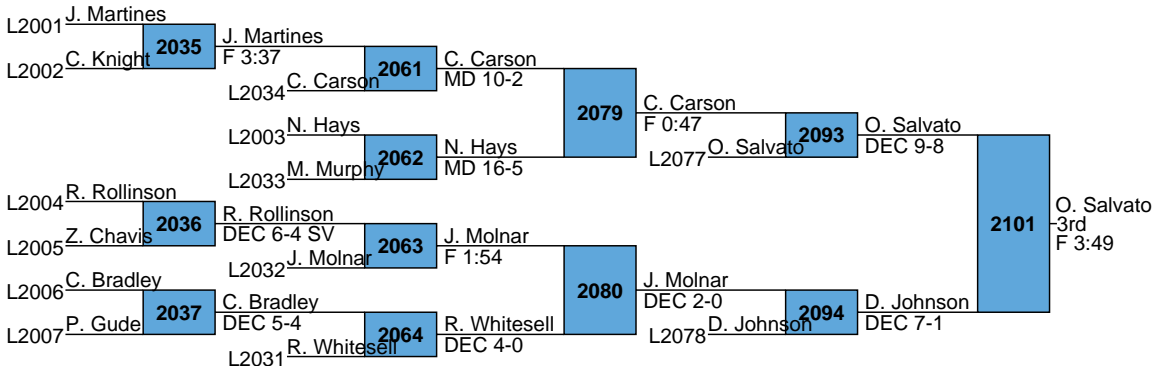 L2001 J. Martines
2035
L2002 C. Knight
J. Martines
F 3:37
2061
L2034 C. Carson
C. Carson
MD 10-2
2079
L2003 N. Hays
2062
L2033 M. Murphy
N. Hays
MD 16-5
C. Carson
F 0:47
2093
L2077 O. Salvato
O. Salvato
DEC 9-8
L2004 R. Rollinson
2036
L2005 Z. Chavis
R. Rollinson
DEC 6-4 SV
2063
L2032 J. Molnar
J. Molnar
F 1:54
2080
L2006 C. Bradley
2037
L2007 P. Gude
C. Bradley
DEC 5-4
2064
L2031 R. Whitesell
R. Whitesell
DEC 4-0
J. Molnar
DEC 2-0
2094
L2078 D. Johnson
D. Johnson
DEC 7-1
2101
O. Salvato
3rd
F 3:49